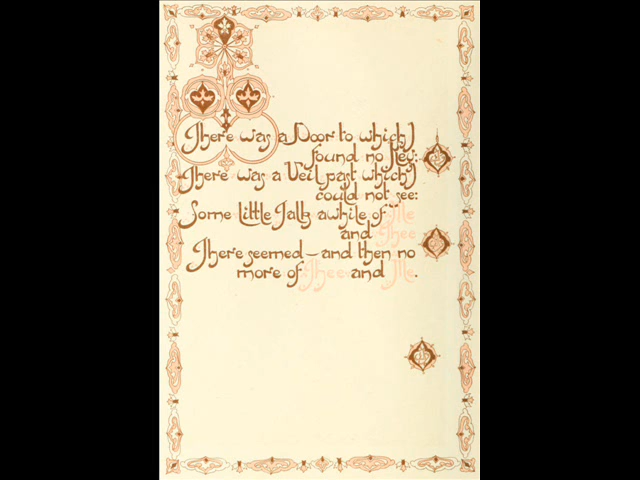 There was a Door to which I
found no Key:
There was a Veil past which I
could not see:
Some little Talk awhile of Me
and Thee
There seemed — and then no
more of Thee and Me.